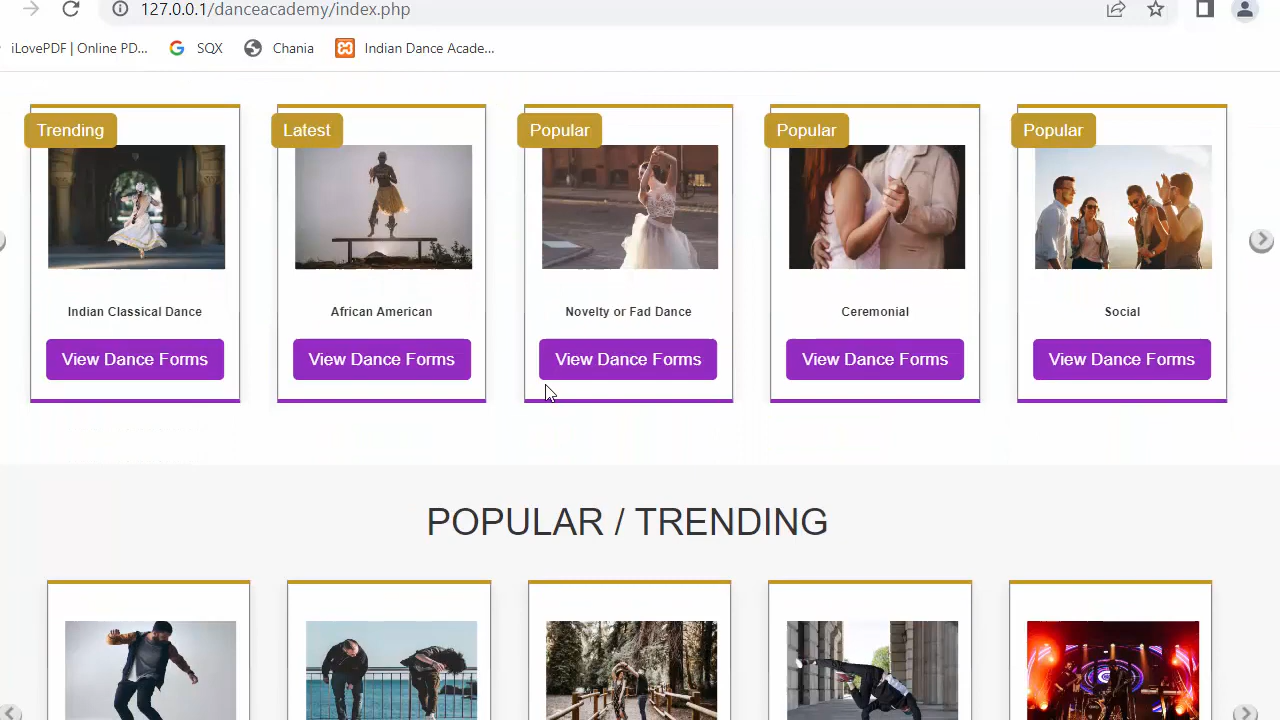 127.0.0.1/danceacademy/index.php
iLovePDF | Online PD... SQX Chania Indian Dance Acade...
Trending Latest Popular Popular Popular
Indian Classical Dance African American Novelty or Fad Dance Ceremonial Social
View Dance Forms View Dance Forms View Dance Forms View Dance Forms View Dance Forms
POPULAR / TRENDING